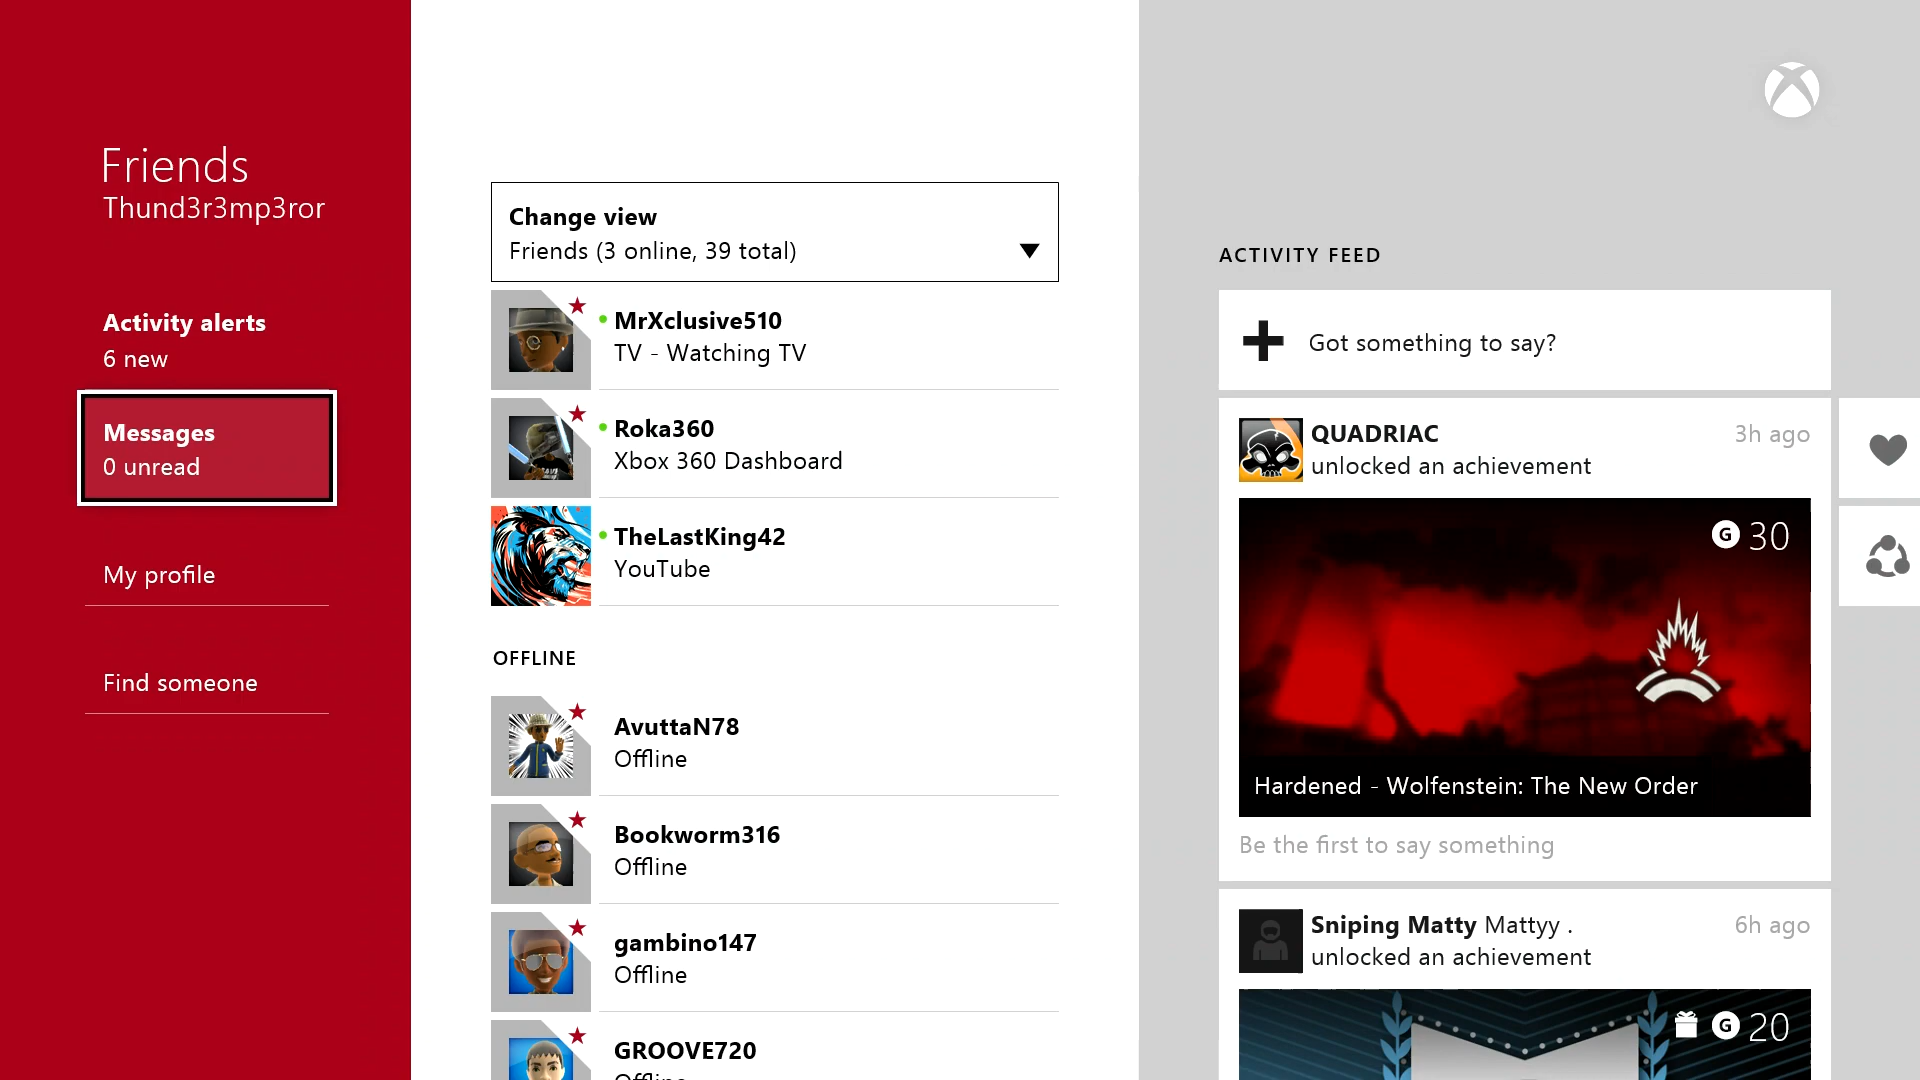 Friends
Thund3r3mp3ror
Activity alerts
6 new
Messages
0 unread
My profile
Find someone
Change view
Friends (3 online, 39 total)
MrXclusive510
TV - Watching TV
Roka360
Xbox 360 Dashboard
TheLastKing42
YouTube
OFFLINE
AvuttaN78
Offline
Bookworm316
Offline
gambino147
Offline
GROOVE720
Offline
ACTIVITY FEED
Got something to say?
QUADRIAC
3h ago
unlocked an achievement
G 30
Hardened - Wolfenstein: The New Order
Be the first to say something
Sniping Matty Mattyy .
6h ago
unlocked an achievement
G 20